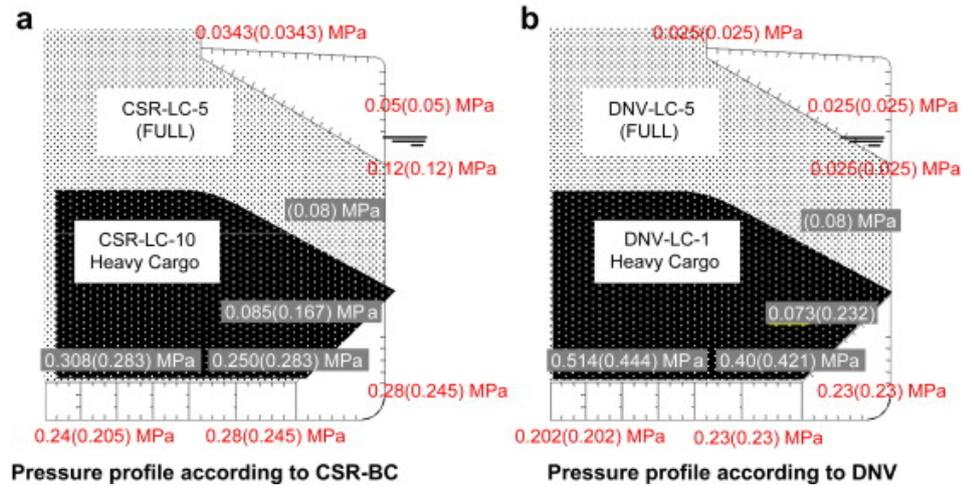 a
0.0343(0.0343) MPa
CSR-LC-5
(FULL)
0.05(0.05) MPa
0.12(0.12) MPa
(0.08) MPa
CSR-LC-10
Heavy Cargo
0.085(0.167) MPa
0.308(0.283) MPa
0.250(0.283) MPa
0.28(0.245) MPa
0.24(0.205) MPa
0.28(0.245) MPa
Pressure profile according to CSR-BC
b
0.025(0.025) MPa
DNV-LC-5
(FULL)
0.025(0.025) MPa
0.025(0.025) MPa
(0.08) MPa
DNV-LC-1
Heavy Cargo
0.073(0.232)
0.514(0.444) MPa
0.40(0.421) MPa
0.23(0.23) MPa
0.202(0.202) MPa
0.23(0.23) MPa
Pressure profile according to DNV